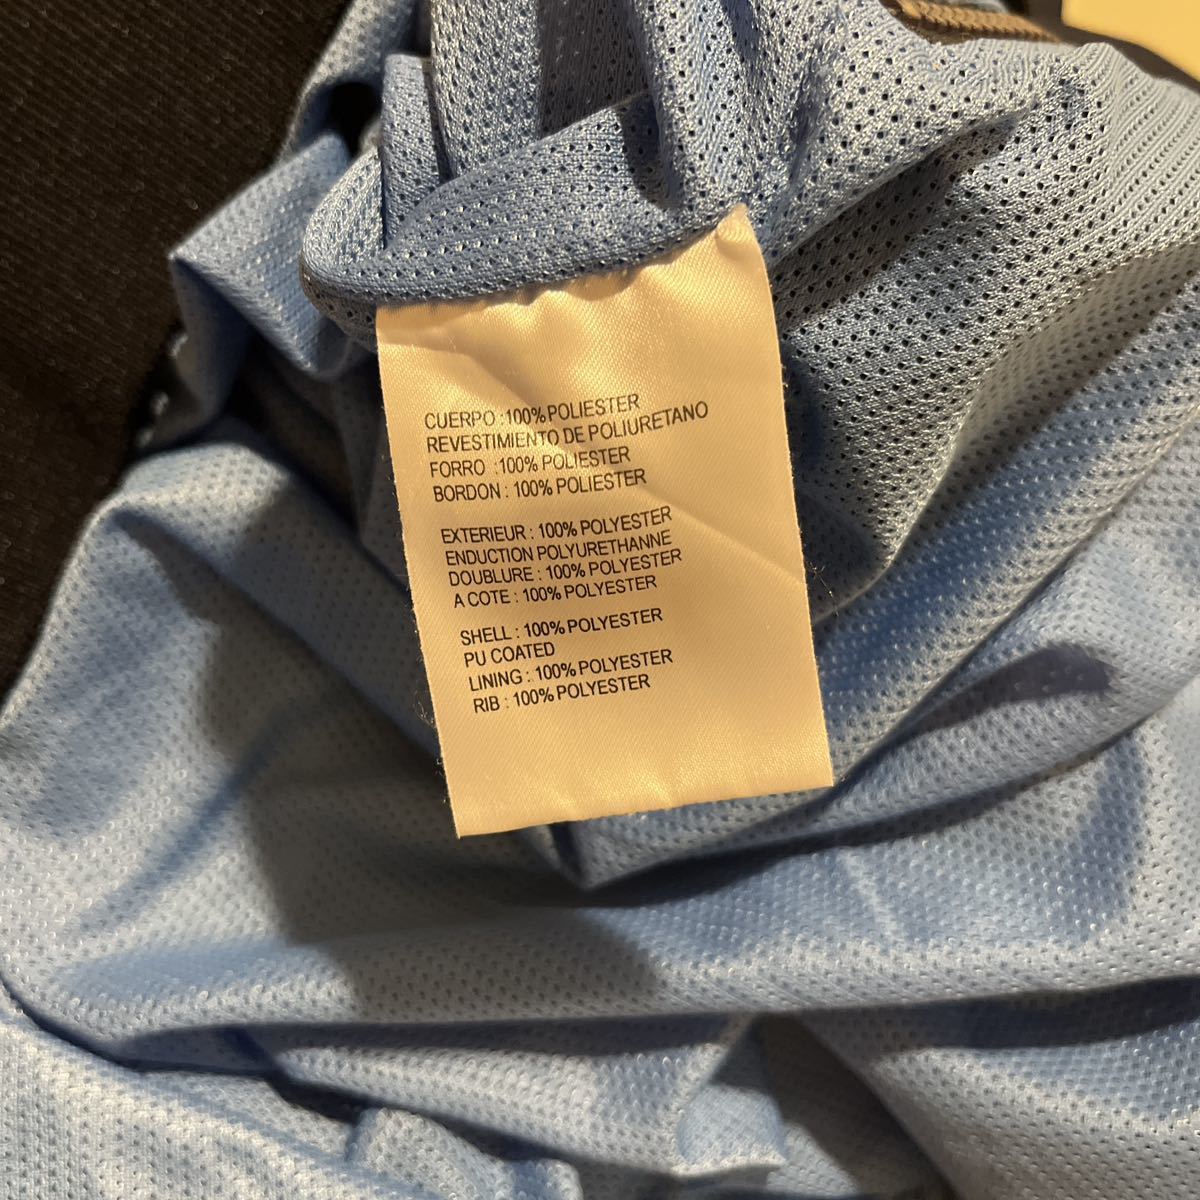 CUERPO :100% POLIESTER
REVESTIMIENTO DE POLIURETANO
FORRO :100% POLIESTER
BORDON : 100% POLIESTER
EXTERIEUR : 100% POLYESTER
ENDUCTION POLYURETHANNE
DOUBLURE : 100% POLYESTER
A COTE : 100% POLYESTER
SHELL : 100% POLYESTER
PU COATED
LINING : 100% POLYESTER
RIB : 100% POLYESTER